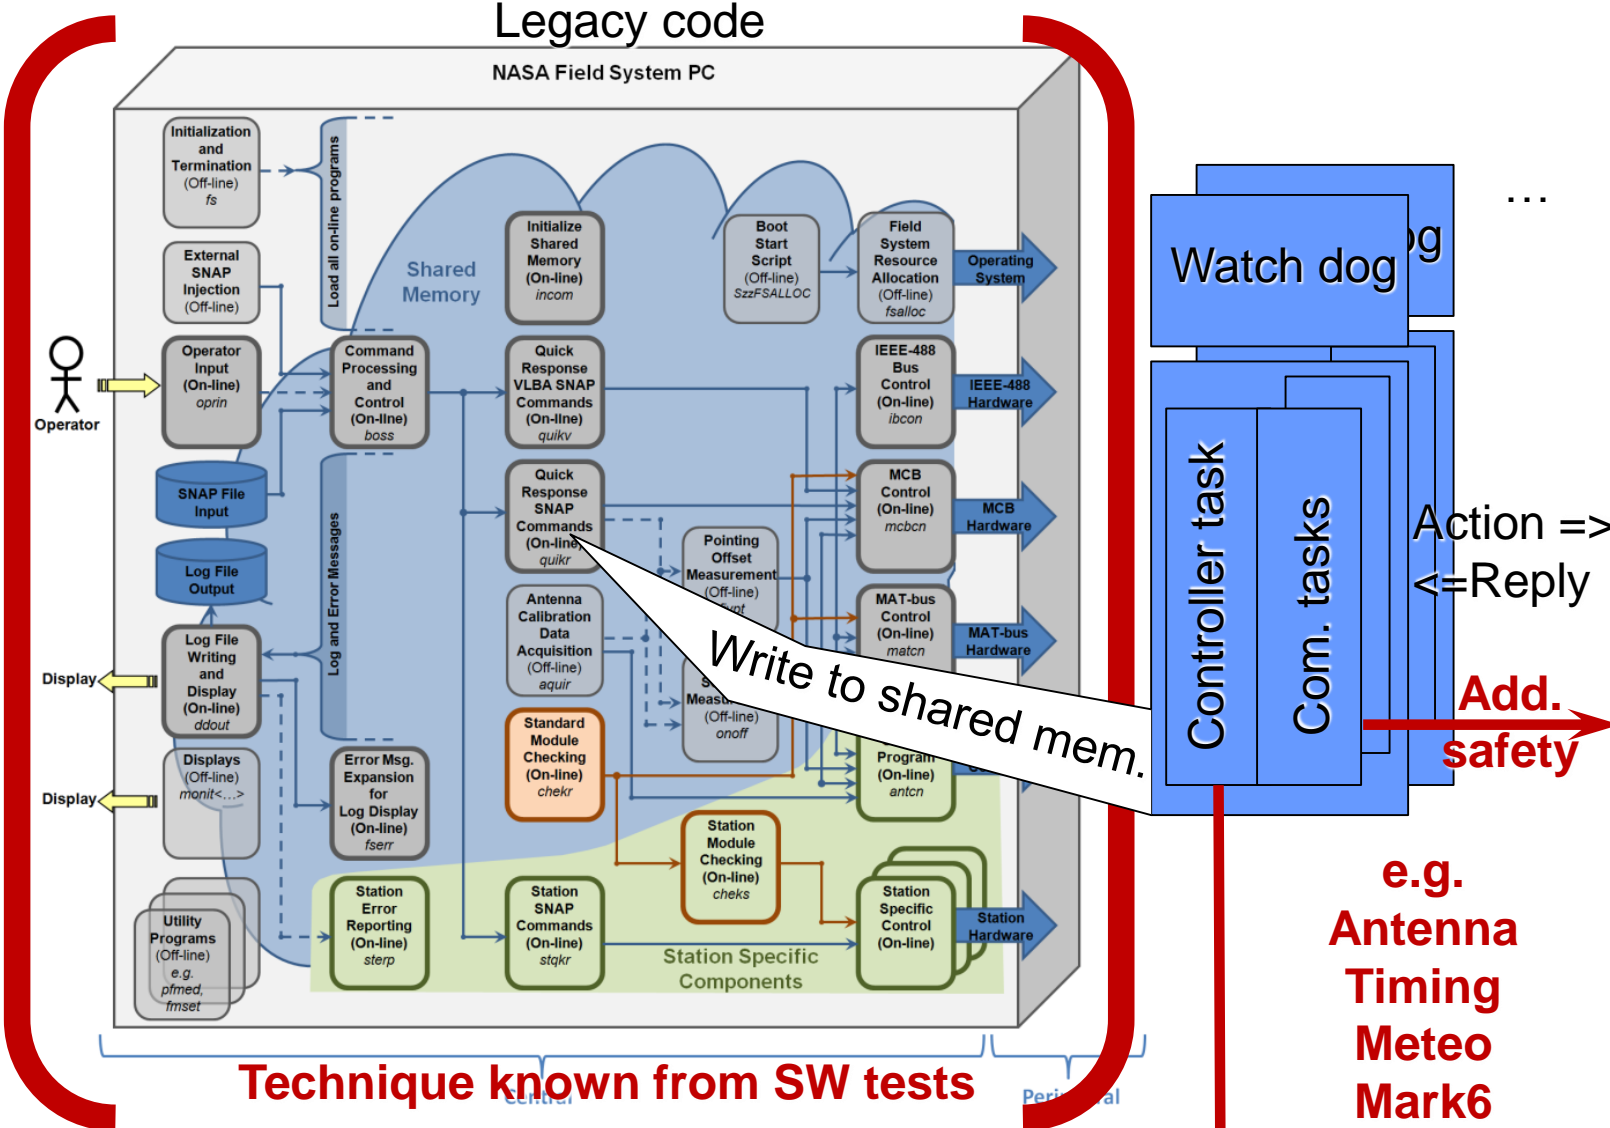 Legacy code
NASA Field System PC
Initialization
and
Termination
(Off-line)
fs
Load all on-line programs
External
SNAP
Injection
(Off-line)
Shared
Memory
Initialize
Shared
Memory
(On-line)
incom
Boot
Start
Script
(Off-line)
SzzFSALLOC
Field
System
Resource
Allocation
(Off-line)
fsalloc
Operating
System
Operator
Operator
Input
(On-line)
oprin
Command
Processing
and
Control
(On-line)
boss
Quick
Response
VLBA SNAP
Commands
(On-line)
quikv
IEEE-488
Bus
Control
(On-line)
ibcon
IEEE-488
Hardware
SNAP File
Input
Quick
Response
SNAP
Commands
(On-line)
quikr
MCB
Control
(On-line)
mcbcn
MCB
Hardware
Log File
Output
Log and Error Messages
Pointing
Offset
Measurement
(Off-line)
Antenna
Calibration
Data
Acquisition
(Off-line)
aquir
MAT-bus
Control
(On-line)
matcn
MAT-bus
Hardware
Log File
Writing
and
Display
(On-line)
ddout
Display
(Off-line)
onoff
Write to shared mem.
Standard
Module
Checking
(On-line)
chekr
Program
(On-line)
antcn
Displays
(Off-line)
monit<...>
Display
Error Msg.
Expansion
for
Log Display
(On-line)
fserr
Station
Module
Checking
(On-line)
cheks
Utility
Programs
(Off-line)
e.g.
pfmed,
fmset
Station
Error
Reporting
(On-line)
sterp
Station
SNAP
Commands
(On-line)
stqkr
Station
Specific
Control
(On-line)
Station
Hardware
Station Specific
Components
Central
Peripheral
Technique known from SW tests
...
Watch dog
og
Controller task
Com. tasks
Action =>
<=Reply
Add.
safety
e.g.
Antenna
Timing
Meteo
Mark6